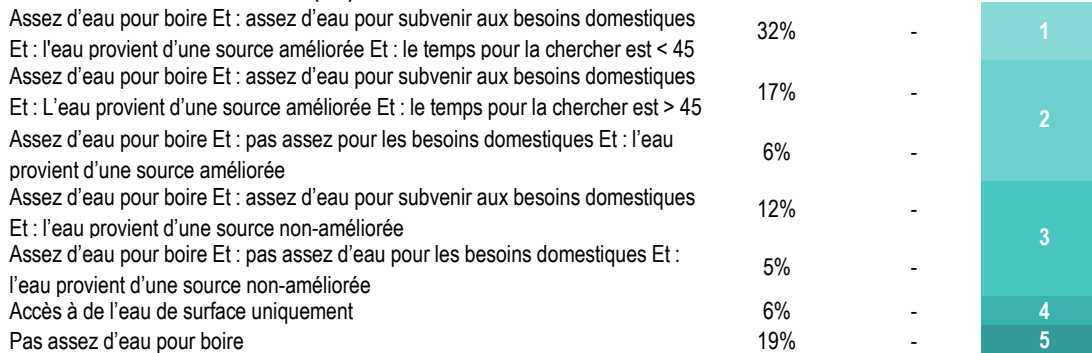 Assez d'eau pour boire Et : assez d'eau pour subvenir aux besoins domestiques
Et : l'eau provient d'une source améliorée Et : le temps pour la chercher est < 45
32% - 1
Assez d'eau pour boire Et : assez d'eau pour subvenir aux besoins domestiques
Et : L'eau provient d'une source améliorée Et : le temps pour la chercher est > 45
17% - 2
Assez d'eau pour boire Et : pas assez pour les besoins domestiques Et : l'eau
provient d'une source améliorée
6% -
Assez d'eau pour boire Et : assez d'eau pour subvenir aux besoins domestiques
Et : l'eau provient d'une source non-améliorée
12% - 3
Assez d'eau pour boire Et : pas assez d'eau pour les besoins domestiques Et :
l'eau provient d'une source non-améliorée
5% -
Accès à de l'eau de surface uniquement 6% - 4
Pas assez d'eau pour boire 19% - 5